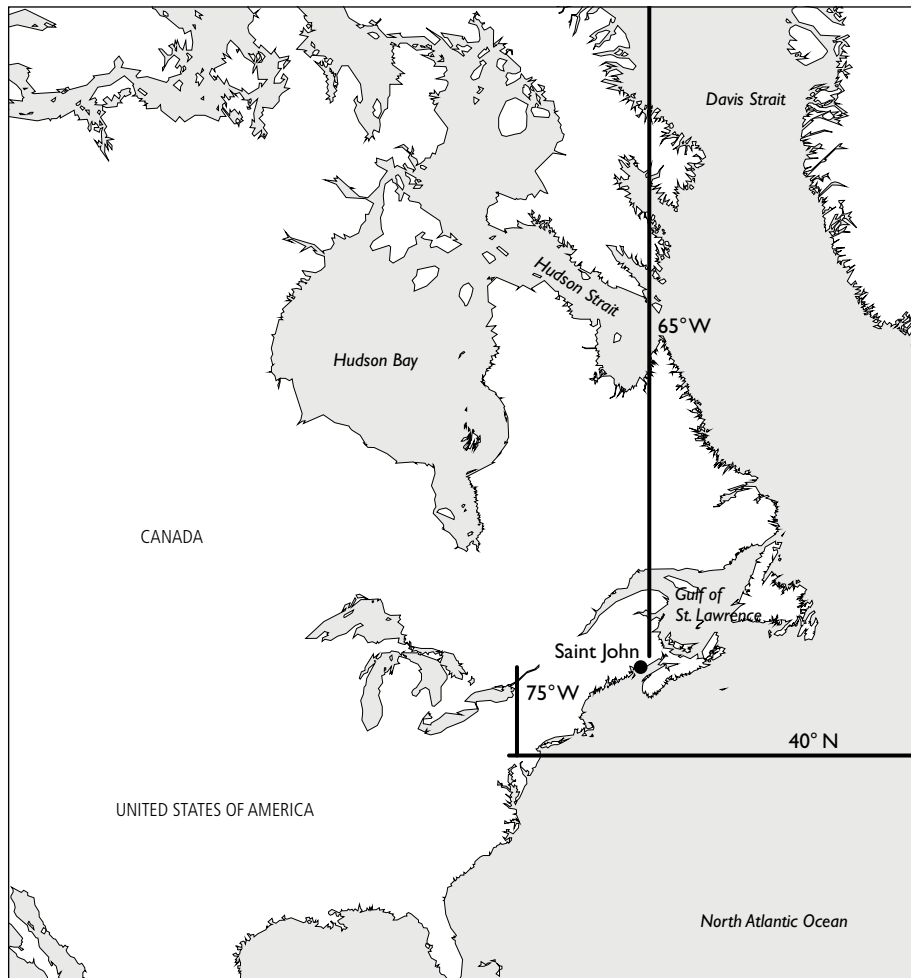 Davis Strait
Hudson Strait
65°W
Hudson Bay
CANADA
Gulf of
St. Lawrence
Saint John
75°W
40° N
UNITED STATES OF AMERICA
North Atlantic Ocean